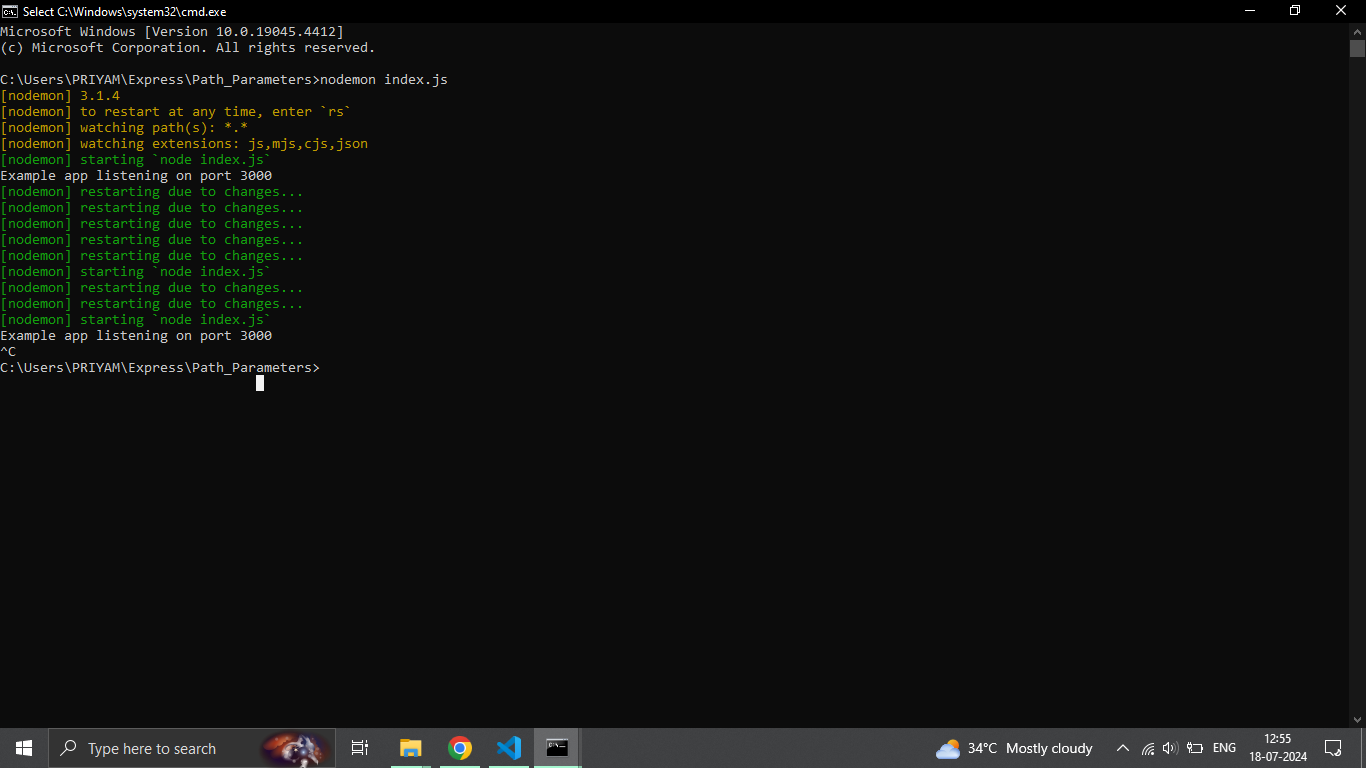 Select C:\Windows\system32\cmd.exe
Microsoft Windows [Version 10.0.19045.4412]
(c) Microsoft Corporation. All rights reserved.
C:\Users\PRIYAM\Express\Path_Parameters>nodemon index.js
[nodemon] 3.1.4
[nodemon] to restart at any time, enter `rs`
[nodemon] watching path(s): *.*
[nodemon] watching extensions: js,mjs,cjs,json
[nodemon] starting `node index.js`
Example app listening on port 3000
[nodemon] restarting due to changes...
[nodemon] restarting due to changes...
[nodemon] restarting due to changes...
[nodemon] restarting due to changes...
[nodemon] restarting due to changes...
[nodemon] starting `node index.js`
[nodemon] restarting due to changes...
[nodemon] restarting due to changes...
[nodemon] starting `node index.js`
Example app listening on port 3000
^C
C:\Users\PRIYAM\Express\Path_Parameters>
Type here to search
34°C Mostly cloudy
ENG
12:55
18-07-2024